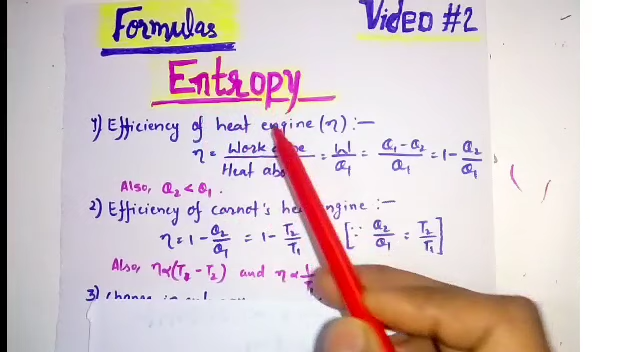 Formulas
Video #2
Entropy
1) Efficiency of heat engine (η) :-
η = Work / Heat = W/Q₁ = Q₁ - Q₂ / Q₁ = 1 - Q₂/Q₁
Also, Q₂ < Q₁.
2) Efficiency of carnot's engine :-
η = 1 - Q₂/Q₁ = 1 - T₂/T₁ [∵ Q₂/Q₁ = T₂/T₁]
Also, η∝(T₂ - T₂) and η∝ 1/
3)